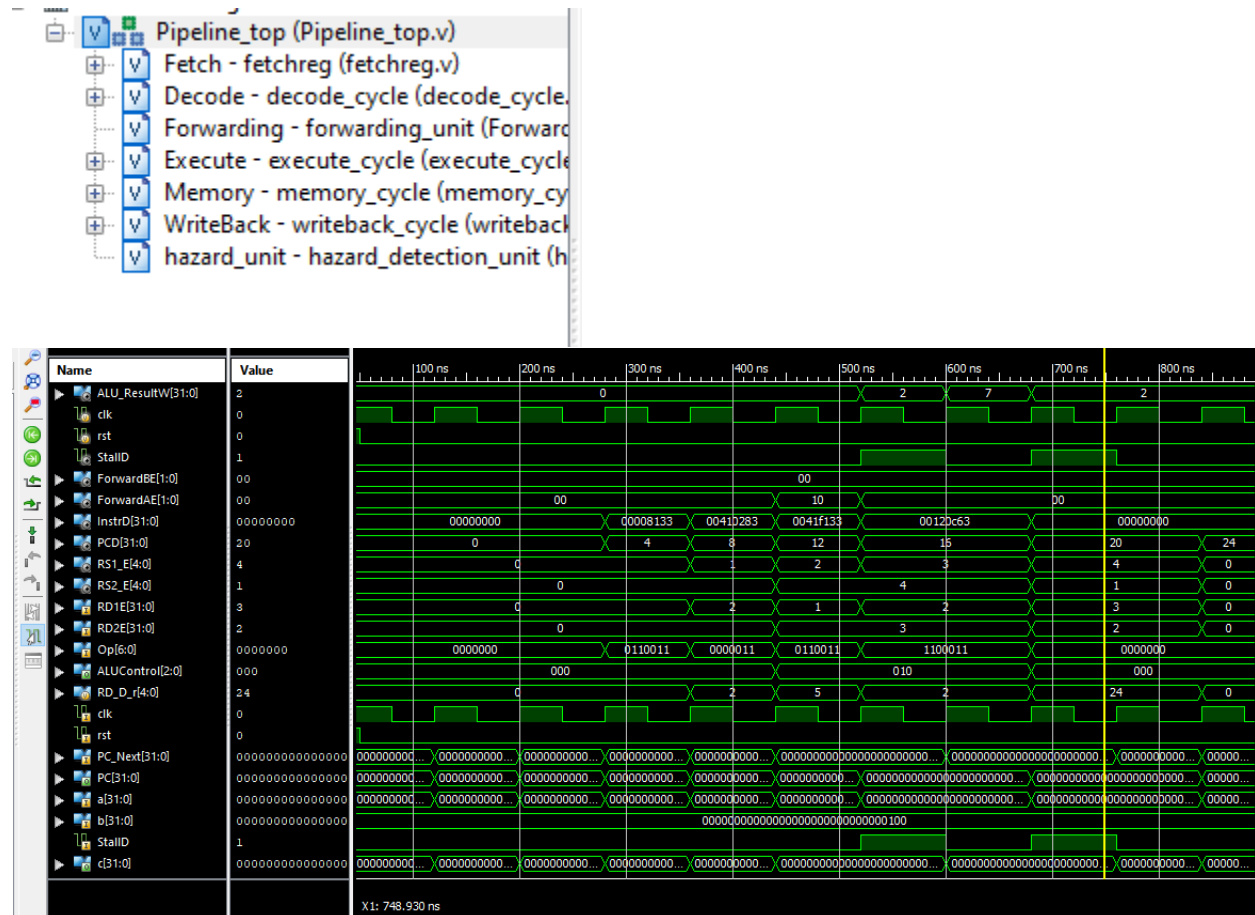 Pipeline_top (Pipeline_top.v)
Fetch - fetchreg (fetchreg.v)
Decode - decode_cycle (decode_cycle.
Forwarding - forwarding_unit (Forward
Execute - execute_cycle (execute_cycle
Memory - memory_cycle (memory_cy
WriteBack - writeback_cycle (writeback
hazard_unit - hazard_detection_unit (h
Name Value 100 ns 200 ns 300 ns 400 ns 500 ns 600 ns 700 ns 800 ns
ALU_ResultW[31:0] 2 0 2 7 2
clk 0
rst 0
StallD 1
ForwardBE[1:0] 00 00
ForwardAE[1:0] 00 00 10 00
InstrD[31:0] 00000000 00000000 00008133 00410283 0041f133 00120c63 00000000
PCD[31:0] 20 0 4 8 12 16 20 24
RS1_E[4:0] 4 0 1 2 3 4 0
RS2_E[4:0] 1 0 4 1 0
RD1E[31:0] 3 0 2 1 2 3 0
RD2E[31:0] 2 0 3 2 0
Op[6:0] 0000000 0000000 0110011 0000011 0110011 1100011 0000000
ALUControl[2:0] 000 000 010 000
RD_D_r[4:0] 24 0 2 5 2 24 0
clk 0
rst 0
PC_Next[31:0]
PC[31:0]
a[31:0]
b[31:0] 00000000000000000000000000000100
StallD 1
c[31:0]
X1: 748.930 ns